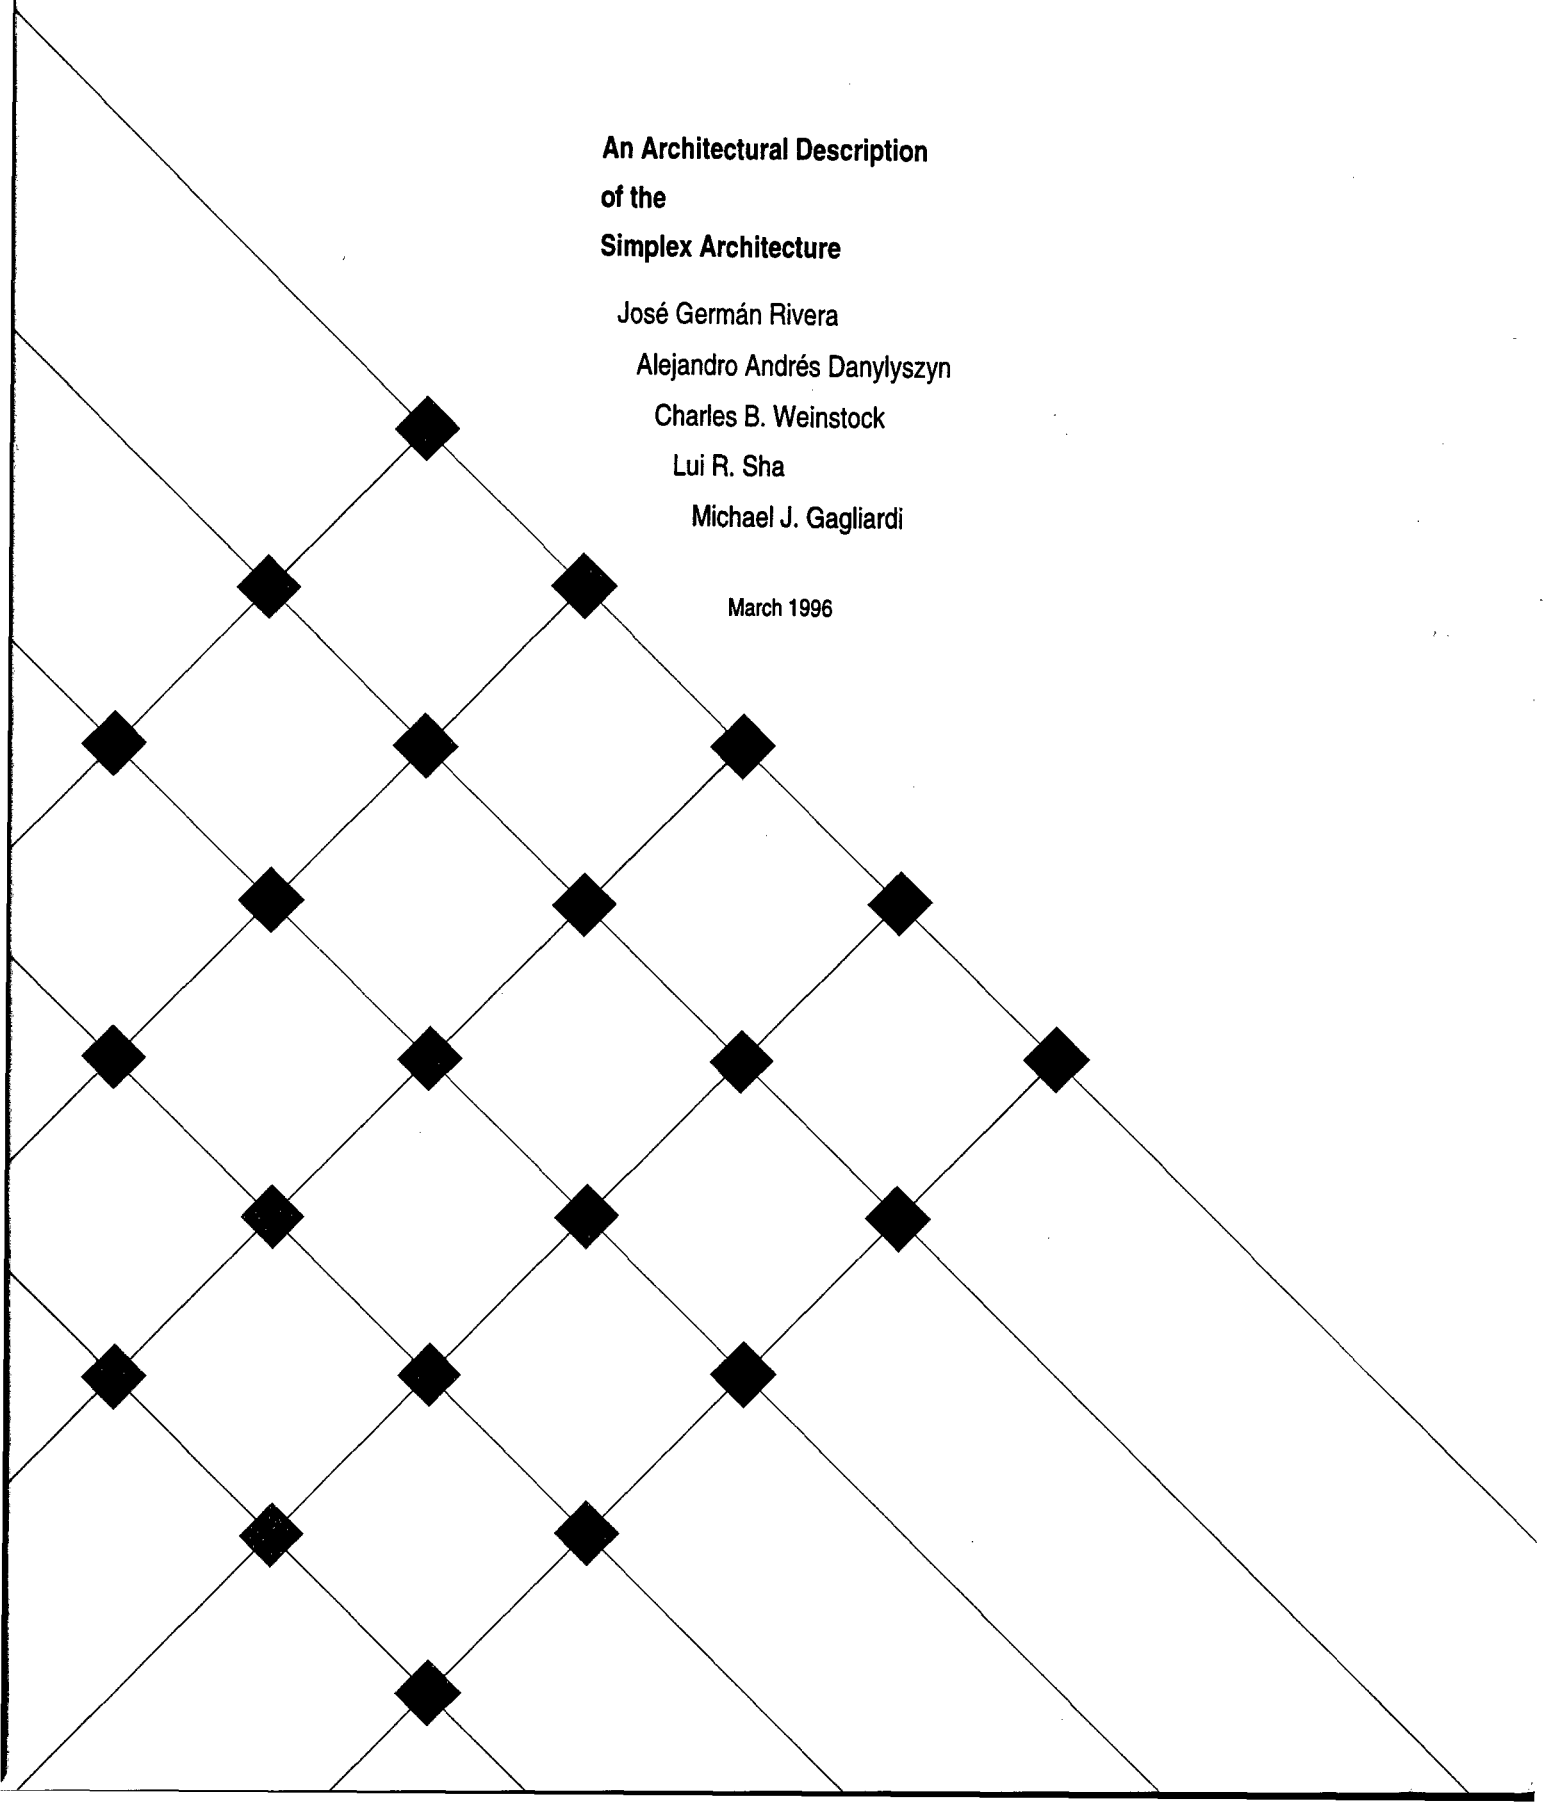 An Architectural Description
of the
Simplex Architecture
José Germán Rivera
Alejandro Andrés Danylyszyn
Charles B. Weinstock
Lui R. Sha
Michael J. Gagliardi
March 1996